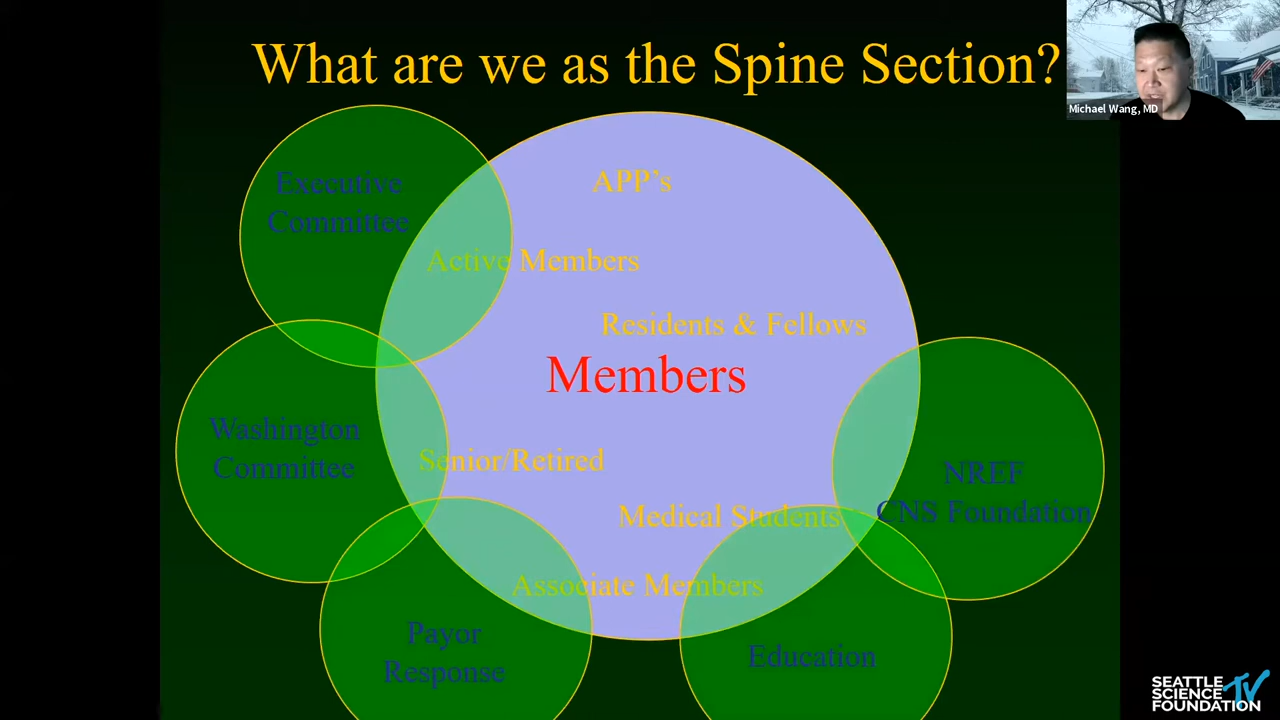 What are we as the Spine Section?
Michael Wang, MD
Executive
Committee
APP's
Active Members
Residents & Fellows
Members
Washington
Committee
Senior/Retired
NREF
CNS Foundation
Medical Students
Associate Members
Payor
Response
Education
SEATTLE
SCIENCE
FOUNDATION
TV